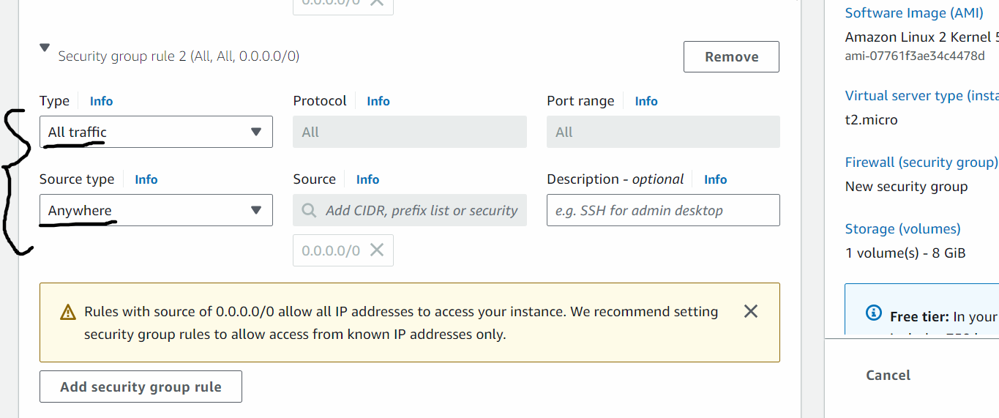 0.0.0.0/0
Security group rule 2 (All, All, 0.0.0.0/0)
Remove
Type Info
Protocol Info
Port range Info
All traffic
All
All
Source type Info
Source Info
Description - optional Info
Anywhere
Add CIDR, prefix list or security
e.g. SSH for admin desktop
0.0.0.0/0
Rules with source of 0.0.0.0/0 allow all IP addresses to access your instance. We recommend setting
security group rules to allow access from known IP addresses only.
Add security group rule
Software Image (AMI)
Amazon Linux 2 Kernel 5
ami-07761f3ae34c4478d
Virtual server type (insta
t2.micro
Firewall (security group)
New security group
Storage (volumes)
1 volume(s) - 8 GiB
Free tier: In your
Cancel